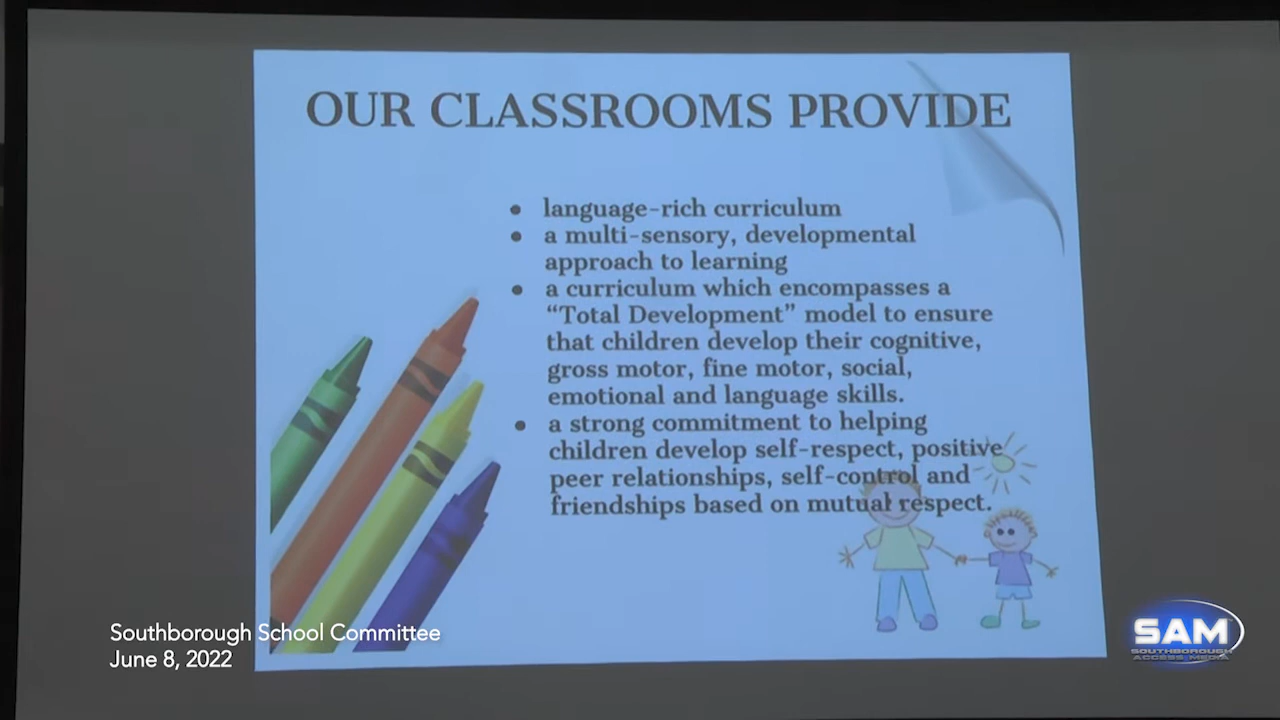 OUR CLASSROOMS PROVIDE
• language-rich curriculum
• a multi-sensory, developmental
approach to learning
• a curriculum which encompasses a
“Total Development” model to ensure
that children develop their cognitive,
gross motor, fine motor, social,
emotional and language skills.
• a strong commitment to helping
children develop self-respect, positive
peer relationships, self-control and
friendships based on mutual respect.
Southborough School Committee
June 8, 2022
SAM
SOUTHBOROUGH
ACCESS MEDIA